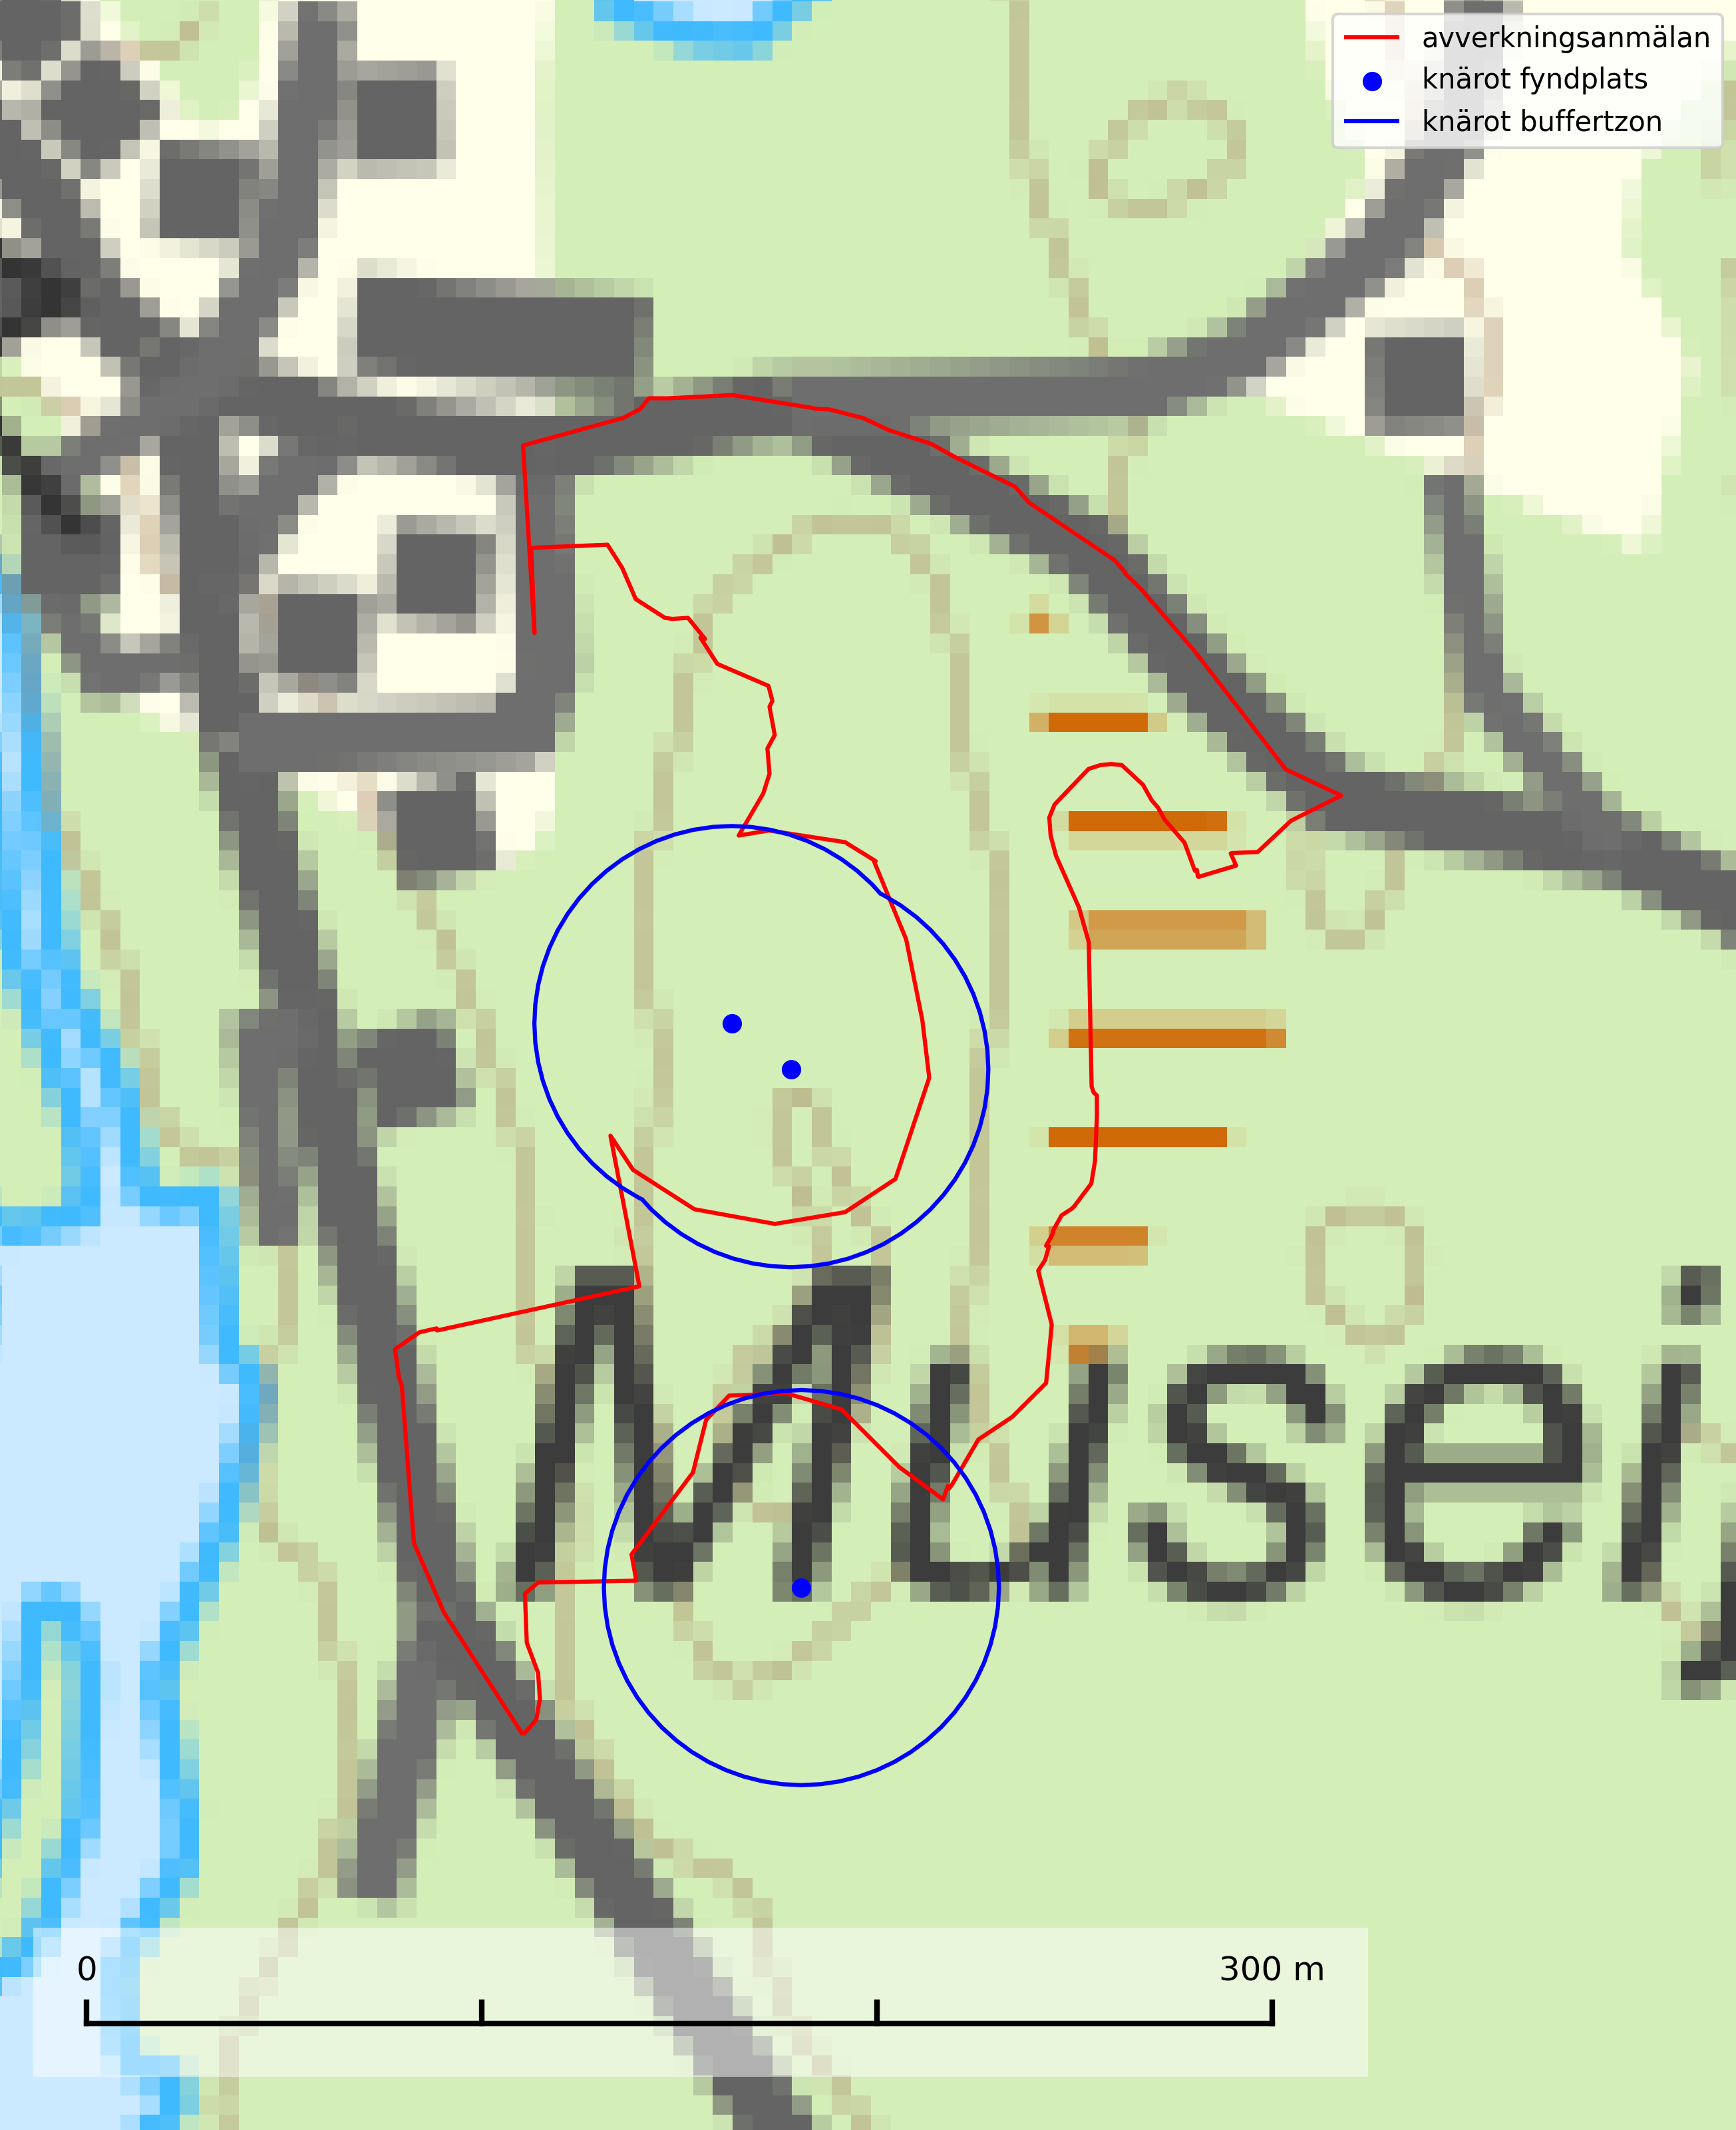 avverkningsanmälan
knärot fyndplats
knärot buffertzon
Musei
0 300 m